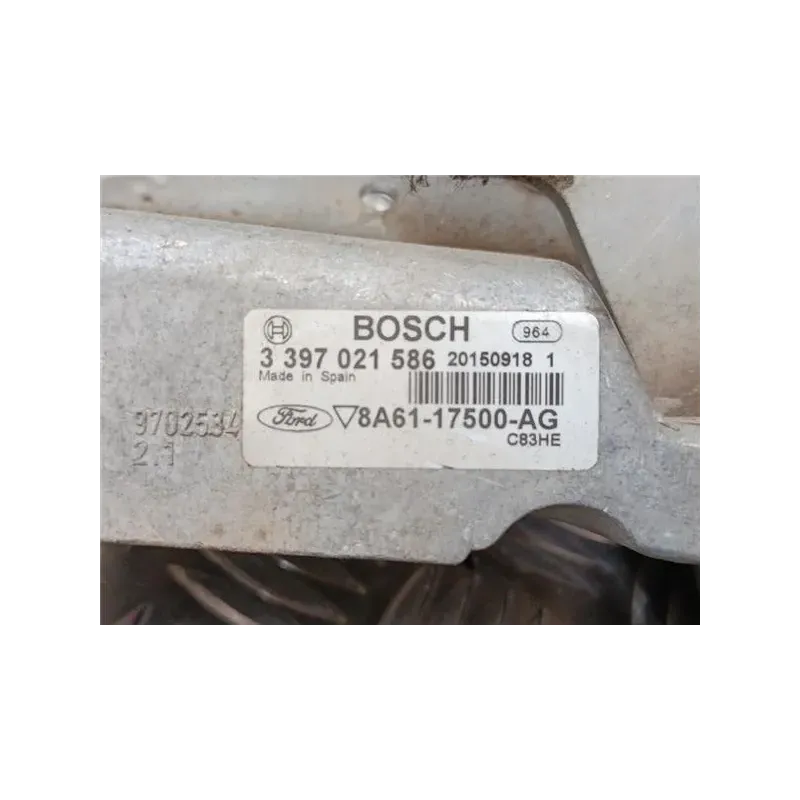 BOSCH 964
3 397 021 586 20150918 1
Made in Spain
Ford 8A61-17500-AG
C83HE
9702534
2.1